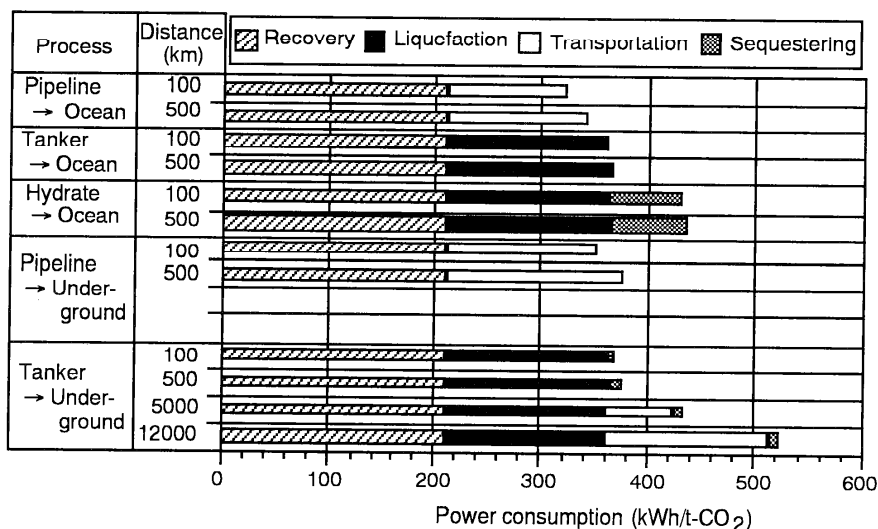 Process
Distance
(km)
Recovery Liquefaction Transportation Sequestering
Pipeline
→ Ocean
100
500
Tanker
→ Ocean
100
500
Hydrate
→ Ocean
100
500
Pipeline
→ Under-
ground
100
500
Tanker
→ Under-
ground
100
500
5000
12000
0 100 200 300 400 500 600
Power consumption (kWh/t-CO2)